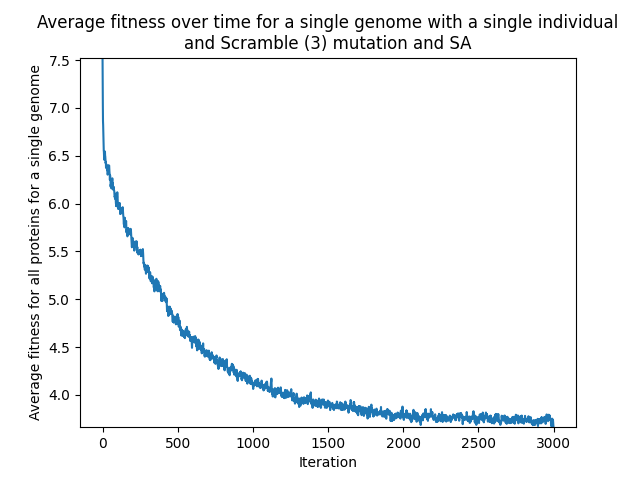 Average fitness over time for a single genome with a single individual
and Scramble (3) mutation and SA
Average fitness for all proteins for a single genome
7.5
7.0
6.5
6.0
5.5
5.0
4.5
4.0
0 500 1000 1500 2000 2500 3000
Iteration